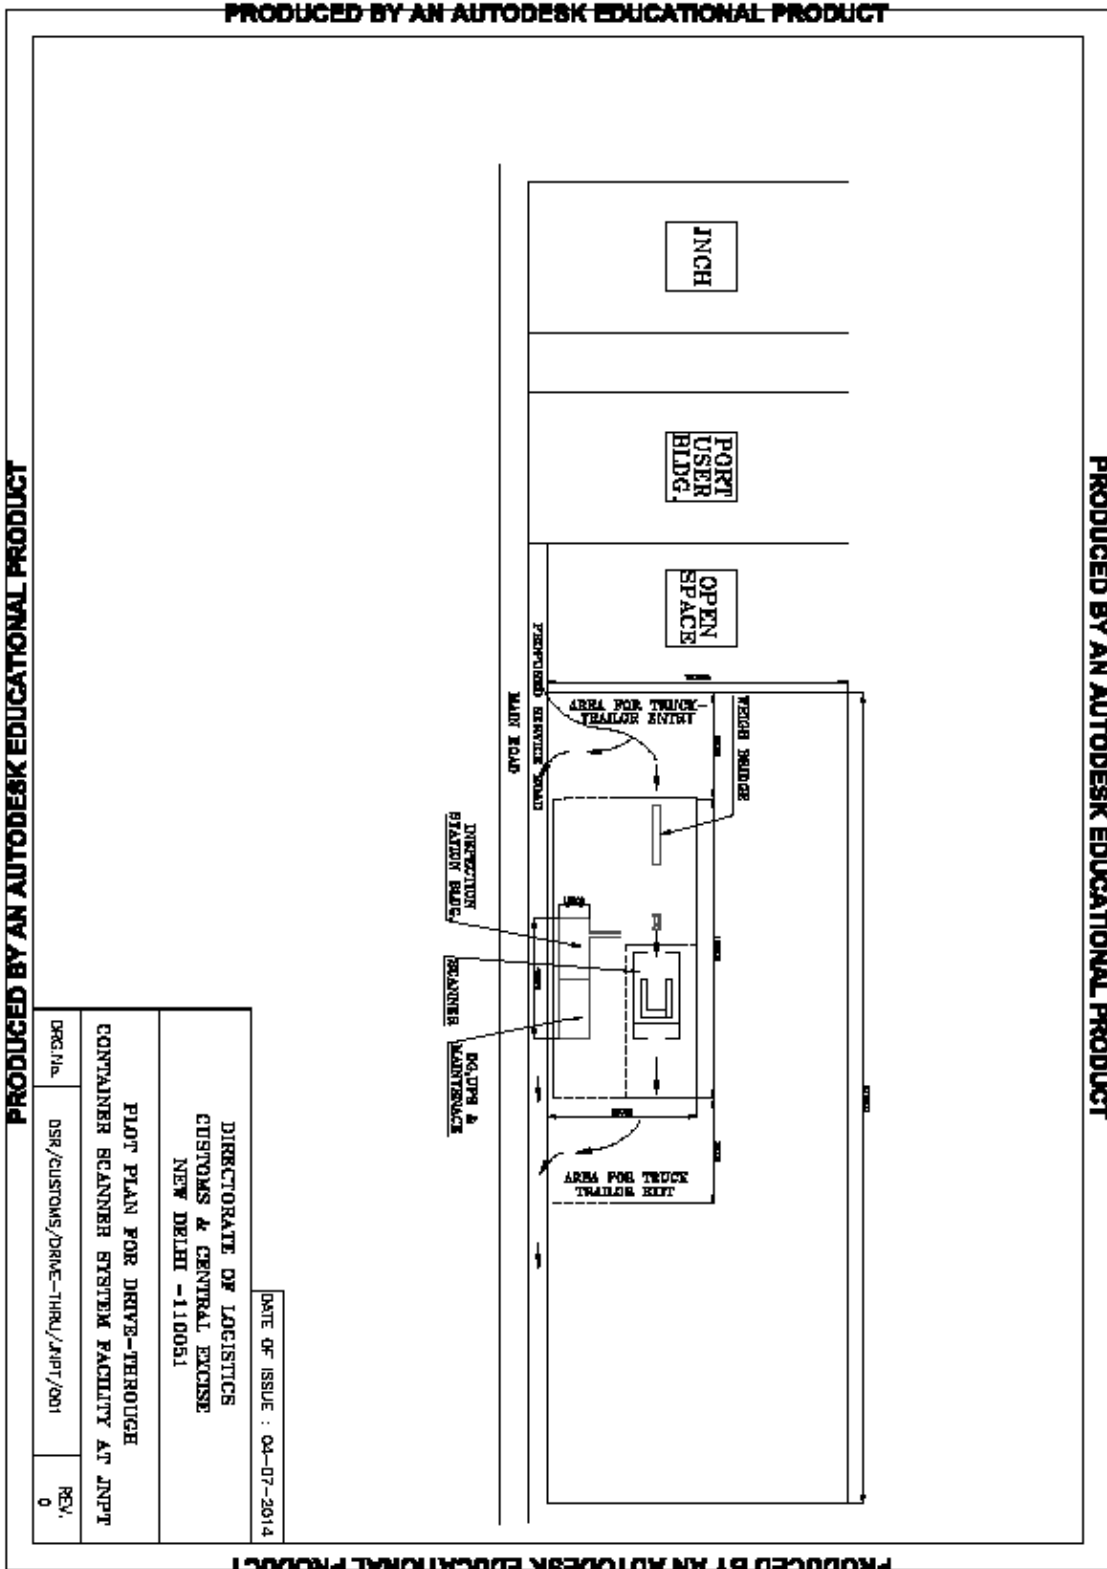 PRODUCED BY AN AUTODESK EDUCATIONAL PRODUCT
PRODUCED BY AN AUTODESK EDUCATIONAL PRODUCT
PRODUCED BY AN AUTODESK EDUCATIONAL PRODUCT
PRODUCED BY AN AUTODESK EDUCATIONAL PRODUCT
JNCH
PORT
USER
BLDG.
OPEN
SPACE
WEIGH BRIDGE
AREA FOR TRUCK-
TRAILOR ENTRY
SERVICE ROAD
MAIN ROAD
INSPECTION
STATION BLDG.
SCANNER
DG,UPS &
MAINTENACE
AREA FOR TRUCK
TRAILOR EXIT
DATE OF ISSUE : 04-07-2014
DIRECTORATE OF LOGISTICS
CUSTOMS & CENTRAL EXCISE
NEW DELHI -110051
PLOT PLAN FOR DRIVE-THROUGH
CONTAINER SCANNER SYSTEM FACILITY AT JNPT
DRG.No.
DSR/CUSTOMS/DRIVE-THRU/JNPT/001
REV.
0